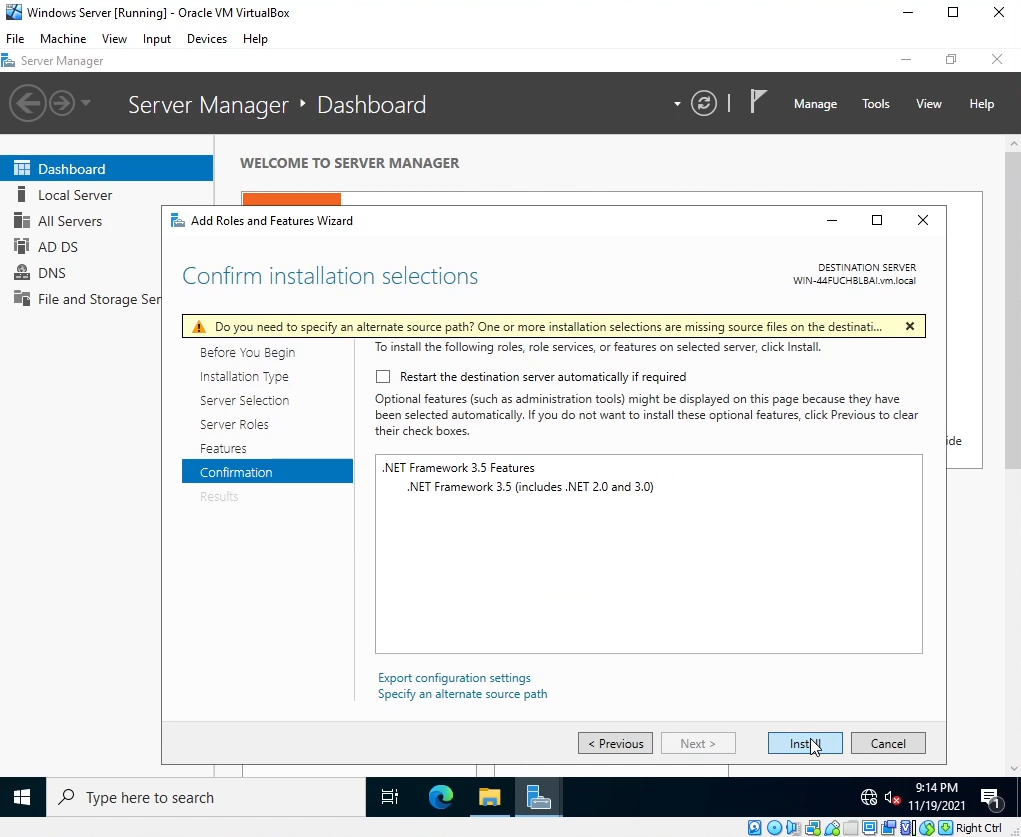 Windows Server [Running] - Oracle VM VirtualBox
File Machine View Input Devices Help
Server Manager
Server Manager Dashboard
Manage Tools View Help
Dashboard
Local Server
All Servers
AD DS
DNS
File and Storage Ser
WELCOME TO SERVER MANAGER
Add Roles and Features Wizard
Confirm installation selections
DESTINATION SERVER
WIN-44FUCHBLBAI.vm.local
Do you need to specify an alternate source path? One or more installation selections are missing source files on the destinati...
Before You Begin
Installation Type
Server Selection
Server Roles
Features
Confirmation
Results
To install the following roles, role services, or features on selected server, click Install.
Restart the destination server automatically if required
Optional features (such as administration tools) might be displayed on this page because they have
been selected automatically. If you do not want to install these optional features, click Previous to clear
their check boxes.
.NET Framework 3.5 Features
.NET Framework 3.5 (includes .NET 2.0 and 3.0)
Export configuration settings
Specify an alternate source path
ide
< Previous Next > Install Cancel
Type here to search
9:14 PM
11/19/2021
1
Right Ctrl